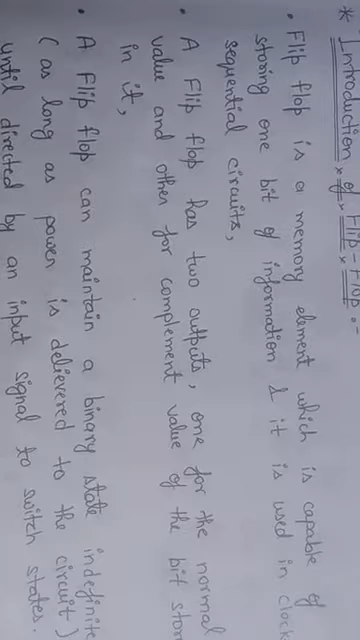 * Introduction of Flip-Flop :-
• Flip flop is a memory element which is capable of
storing one bit of information & it is used in clock
sequential circuits,
• A Flip flop has two outputs, one for the normal
value and other for complement value of the bit stor
in it,
• A Flip flop can maintain a binary state indefinite
(as long as power is delievered to the circuit)
until directed by an input signal to switch states.